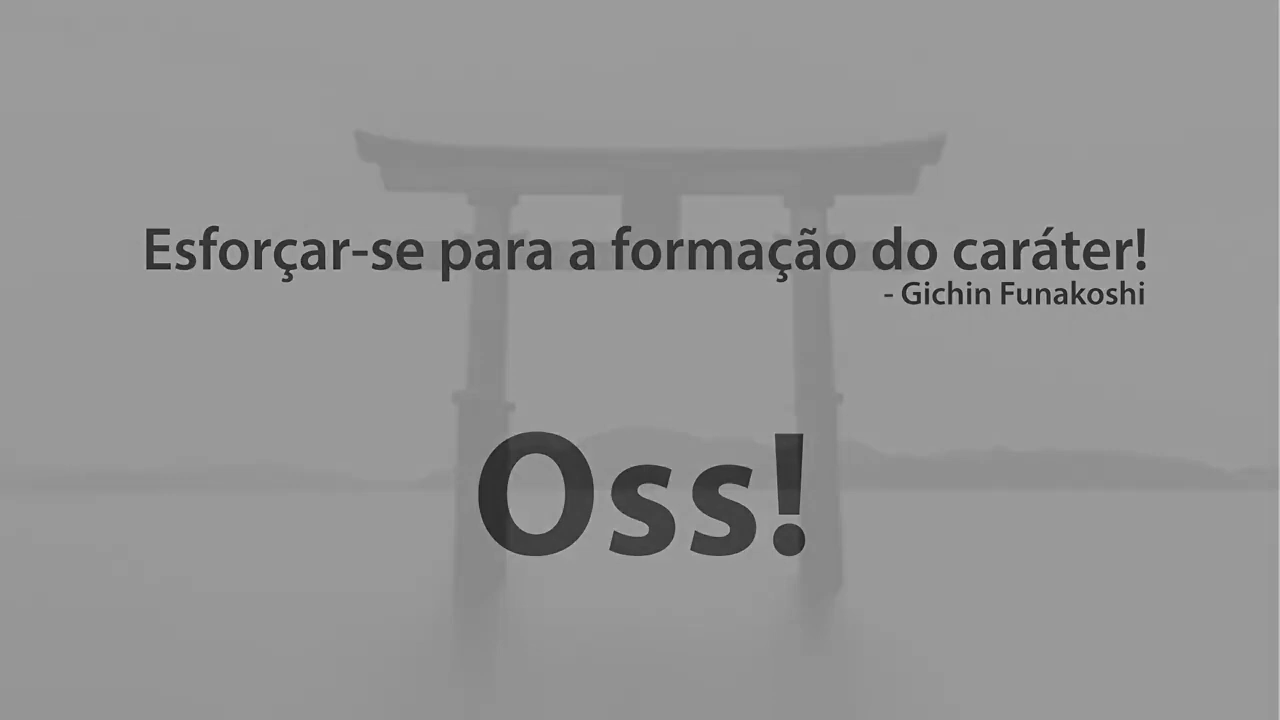 Esforçar-se para a formação do caráter!
- Gichin Funakoshi
Oss!